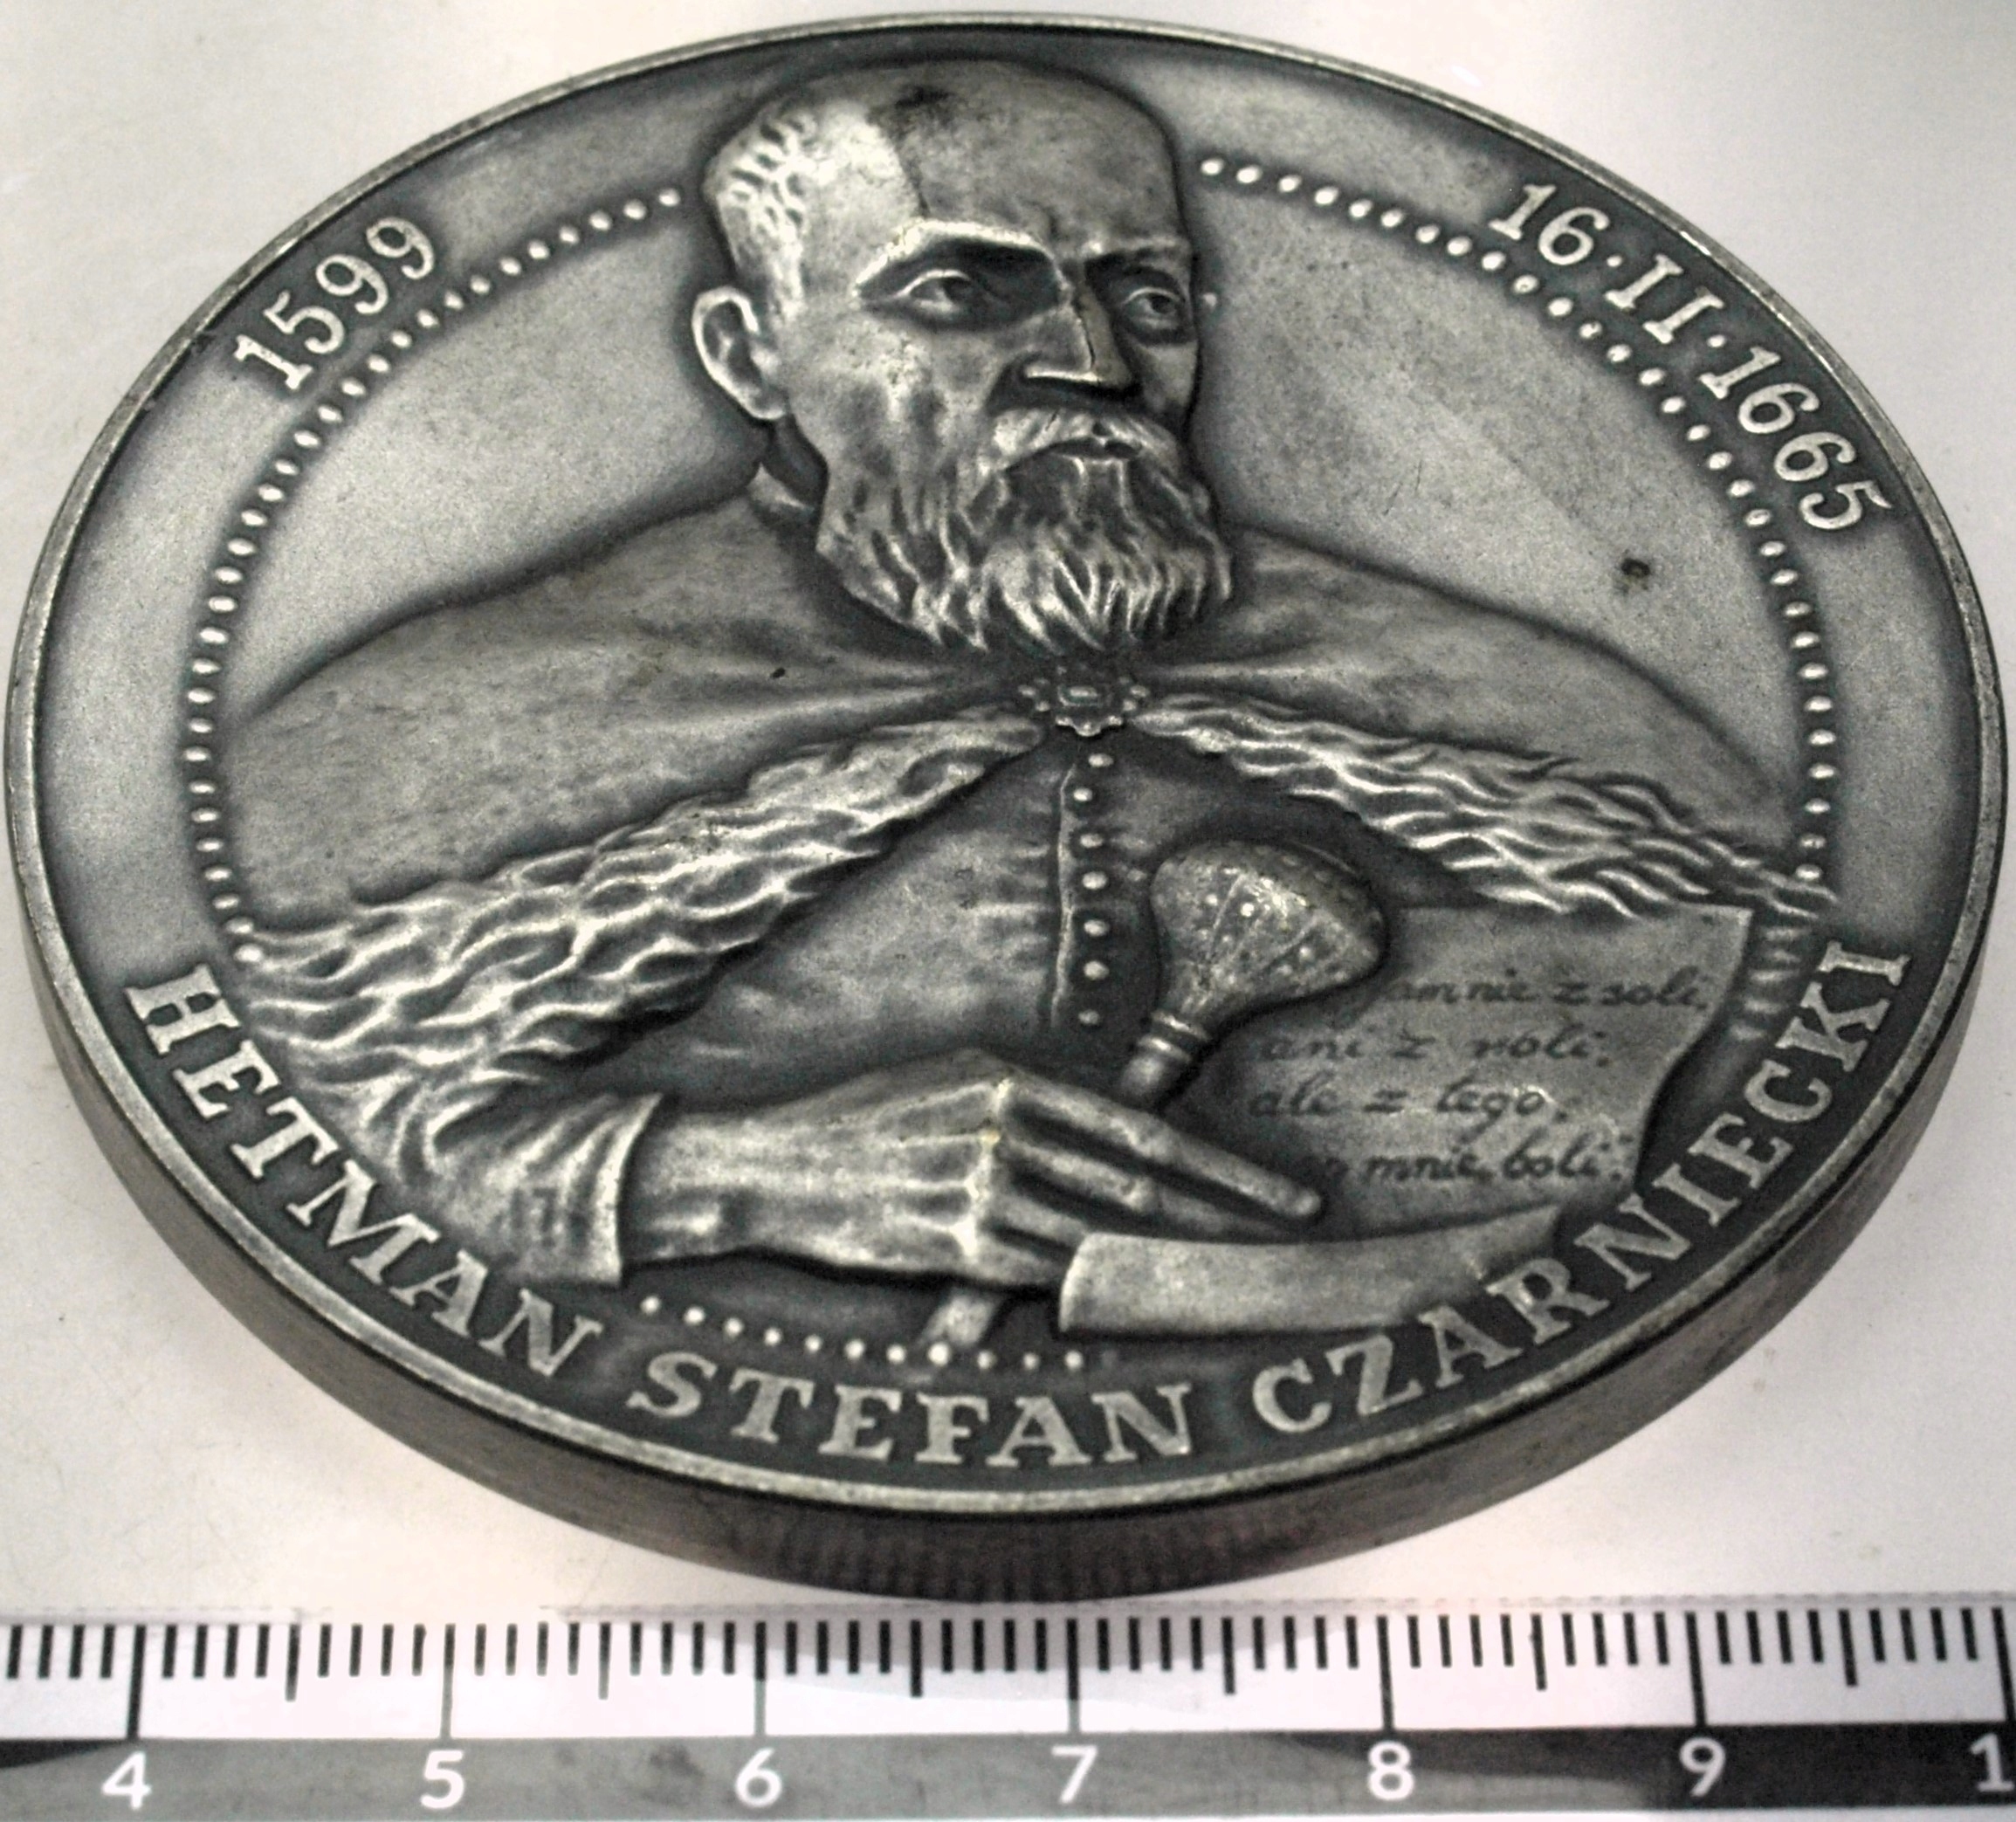 1599
16·II·1665
z soli,
ani z roli,
ale z tego,
mnie boli.
HETMAN STEFAN CZARNIECKI
4 5 6 7 8 9 1